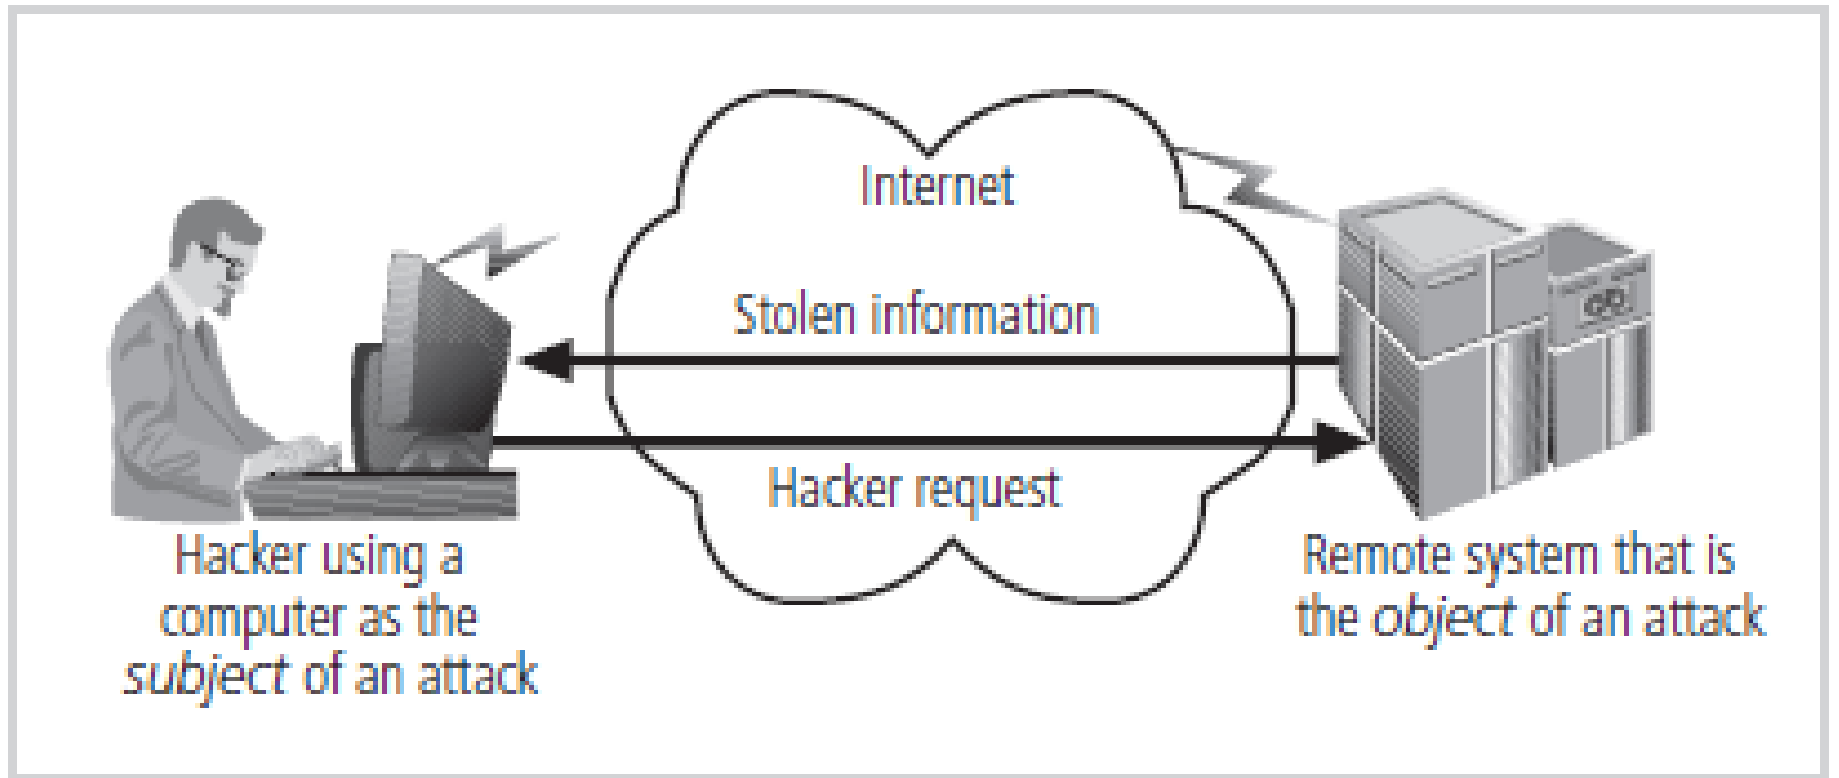 Internet
Stolen information
Hacker request
Hacker using a
computer as the
subject of an attack
Remote system that is
the object of an attack